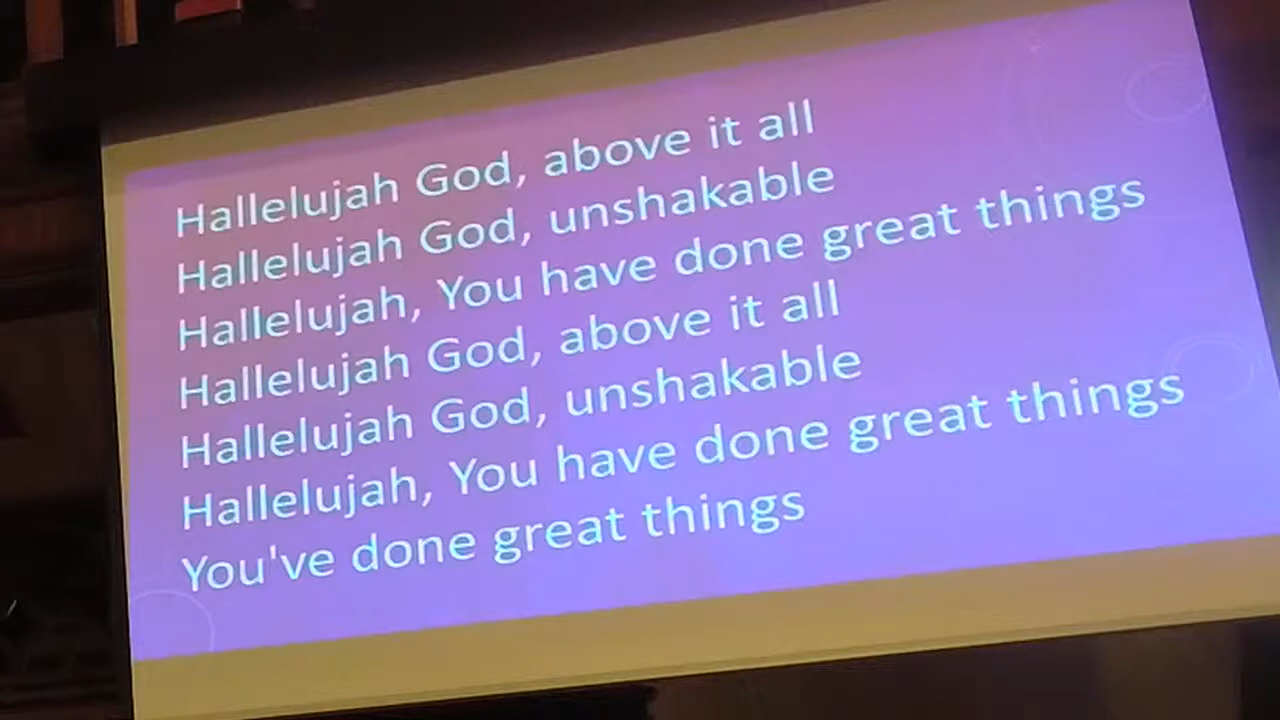 Hallelujah God, above it all
Hallelujah God, unshakable
Hallelujah, You have done great things
Hallelujah God, above it all
Hallelujah God, unshakable
Hallelujah, You have done great things
You've done great things